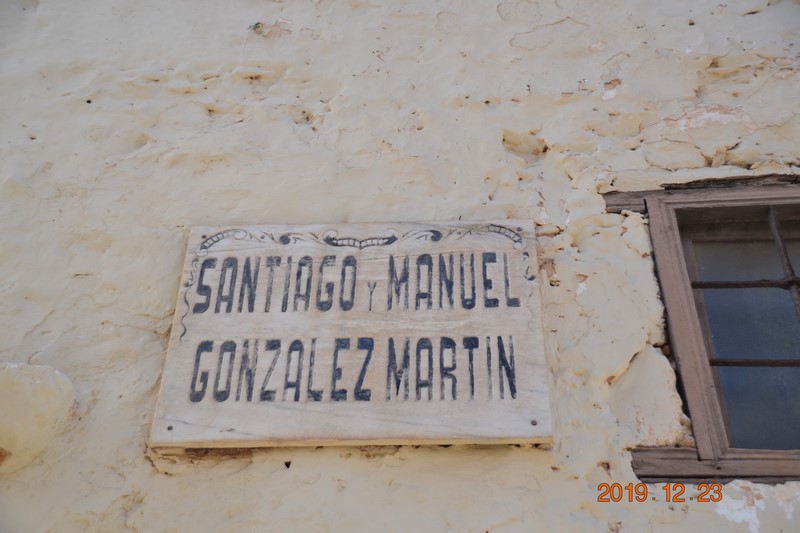 SANTIAGO Y MANUEL
GONZALEZ MARTIN
2019.12.23